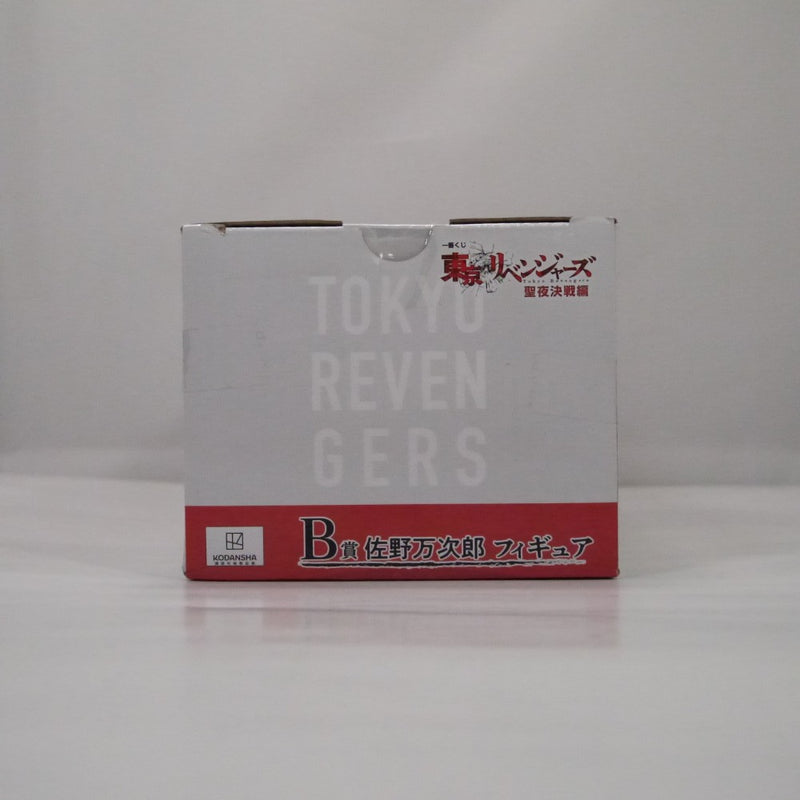 一番くじ
東京リベンジャーズ
Tokyo Revengers
聖夜決戦編
TOKYO
REVEN
GERS
B賞 佐野万次郎 フィギュア
KODANSHA